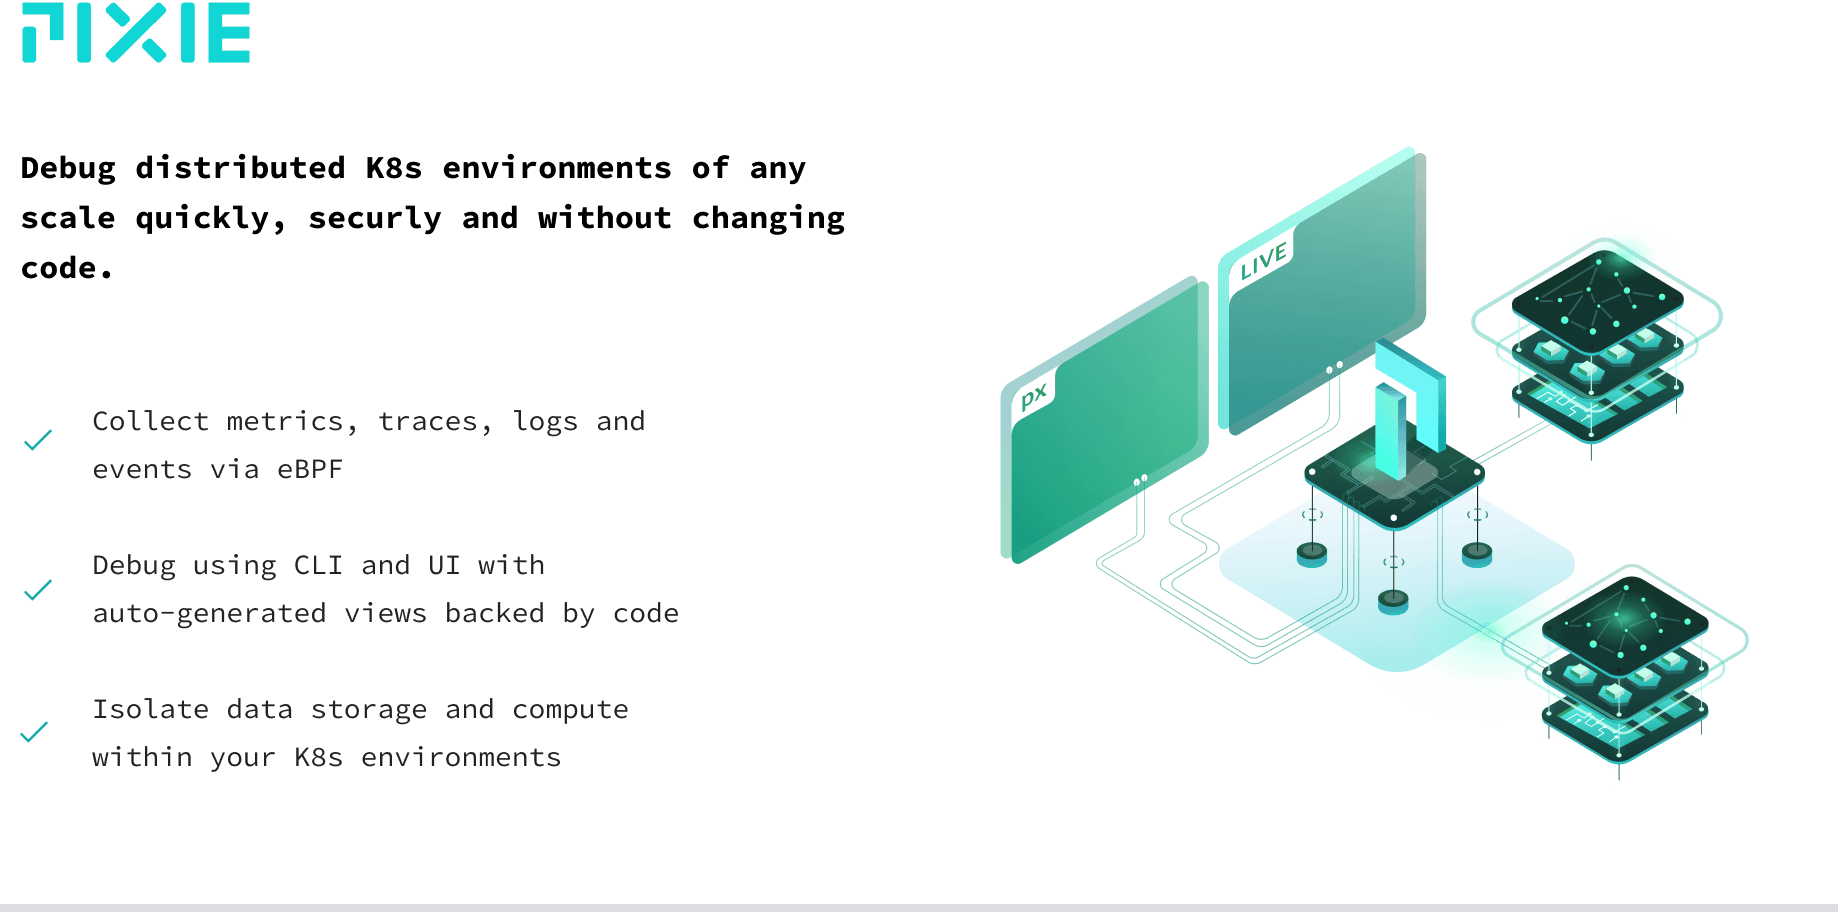 PIXIE
Debug distributed K8s environments of any
scale quickly, securly and without changing
code.
Collect metrics, traces, logs and
events via eBPF
Debug using CLI and UI with
auto-generated views backed by code
Isolate data storage and compute
within your K8s environments
px
LIVE